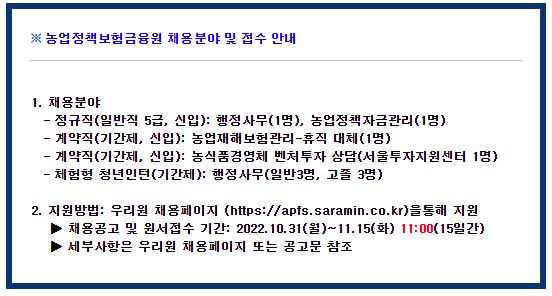 ※ 농업정책보험금융원 채용분야 및 접수 안내
1. 채용분야
- 정규직(일반직 5급, 신입): 행정사무(1명), 농업정책자금관리(1명)
- 계약직(기간제, 신입): 농업재해보험관리-휴직 대체(1명)
- 계약직(기간제, 신입): 농식품경영체 벤처투자 상담(서울투자지원센터 1명)
- 체험형 청년인턴(기간제): 행정사무(일반3명, 고졸 3명)
2. 지원방법: 우리원 채용페이지 (https://apfs.saramin.co.kr)을통해 지원
▶ 채용공고 및 원서접수 기간: 2022.10.31(월)~11.15(화) 11:00(15일간)
▶ 세부사항은 우리원 채용페이지 또는 공고문 참조